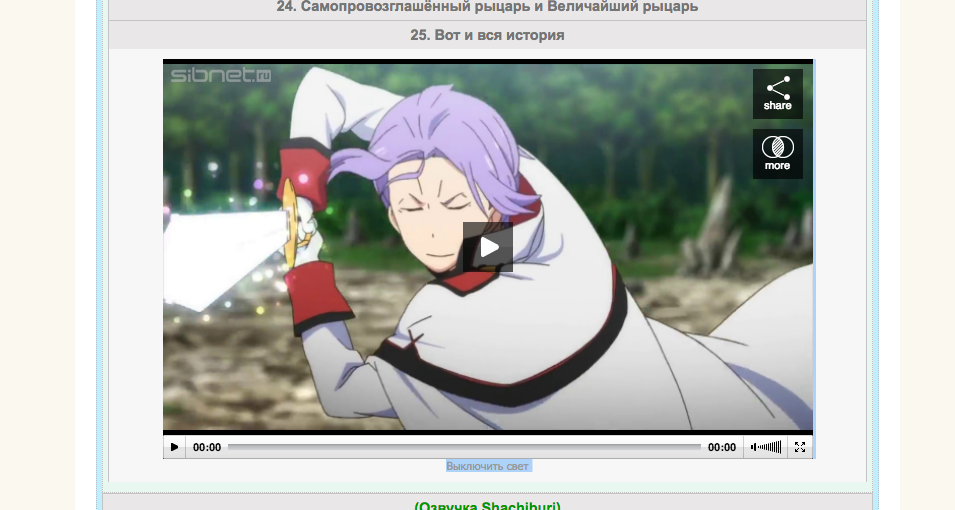 24. Самопровозглашённый рыцарь и Величайший рыцарь
25. Вот и вся история
sibnet.ru
share
more
00:00
00:00
Выключить свет
(Озвучка Shachiburi)